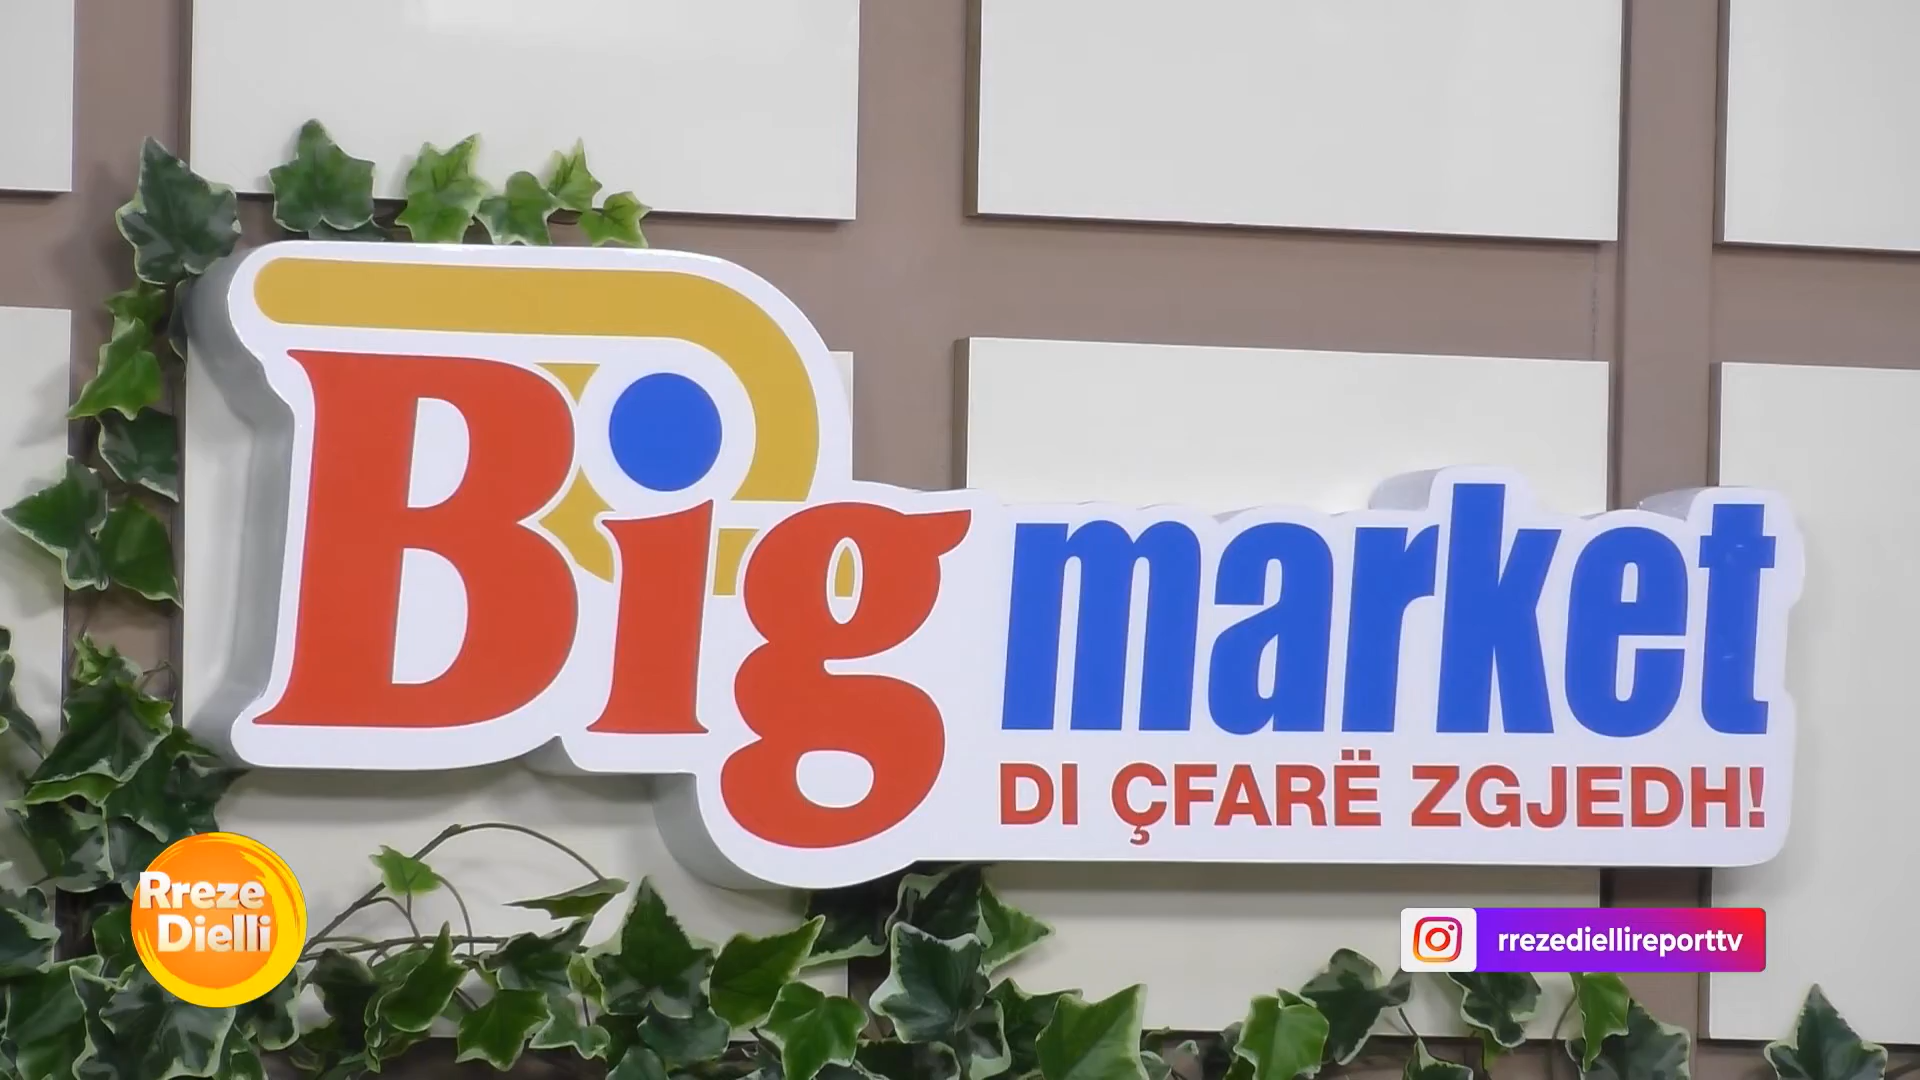 Big market
DI ÇFARË ZGJEDH!
Rreze
Dielli
rrezediellireporttv